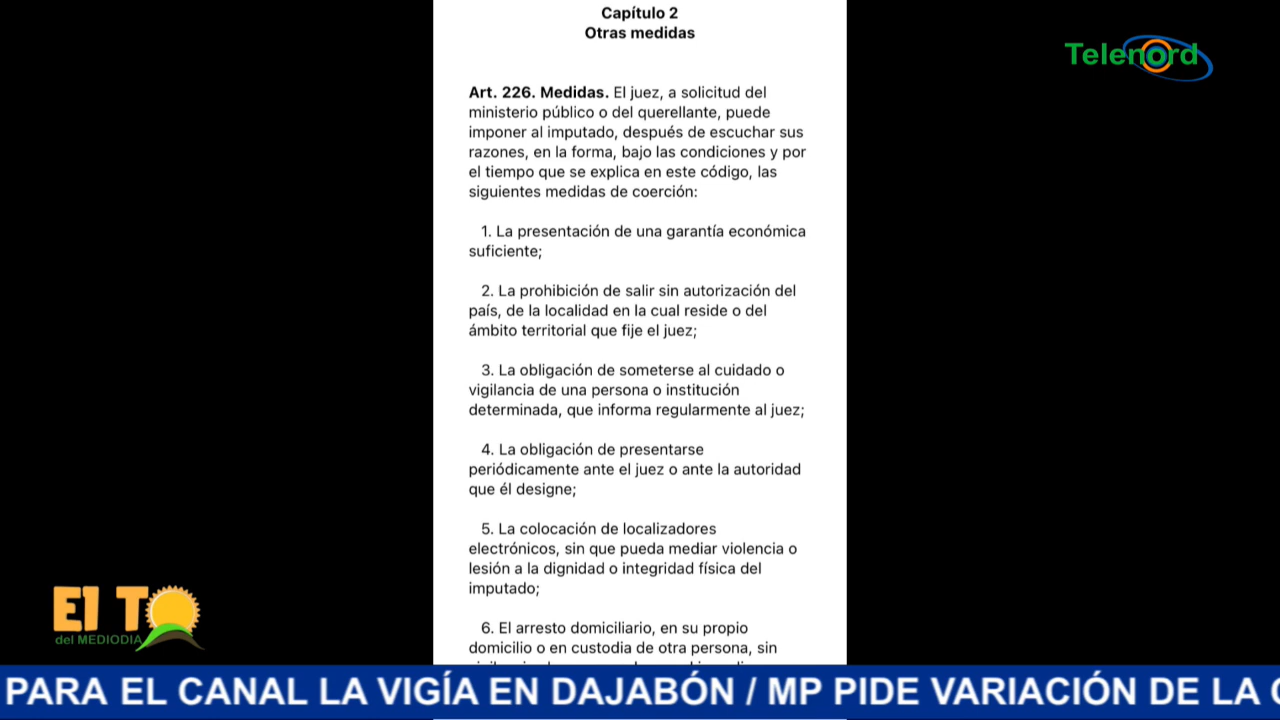 Capítulo 2
Otras medidas
Telenord
Art. 226. Medidas. El juez, a solicitud del
ministerio público o del querellante, puede
imponer al imputado, después de escuchar sus
razones, en la forma, bajo las condiciones y por
el tiempo que se explica en este código, las
siguientes medidas de coerción:
1. La presentación de una garantía económica
suficiente;
2. La prohibición de salir sin autorización del
país, de la localidad en la cual reside o del
ámbito territorial que fije el juez;
3. La obligación de someterse al cuidado o
vigilancia de una persona o institución
determinada, que informa regularmente al juez;
4. La obligación de presentarse
periódicamente ante el juez o ante la autoridad
que él designe;
5. La colocación de localizadores
electrónicos, sin que pueda mediar violencia o
lesión a la dignidad o integridad física del
imputado;
6. El arresto domiciliario, en su propio
domicilio o en custodia de otra persona, sin
El T
del MEDIODIA
PARA EL CANAL LA VIGÍA EN DAJABÓN / MP PIDE VARIACIÓN DE LA